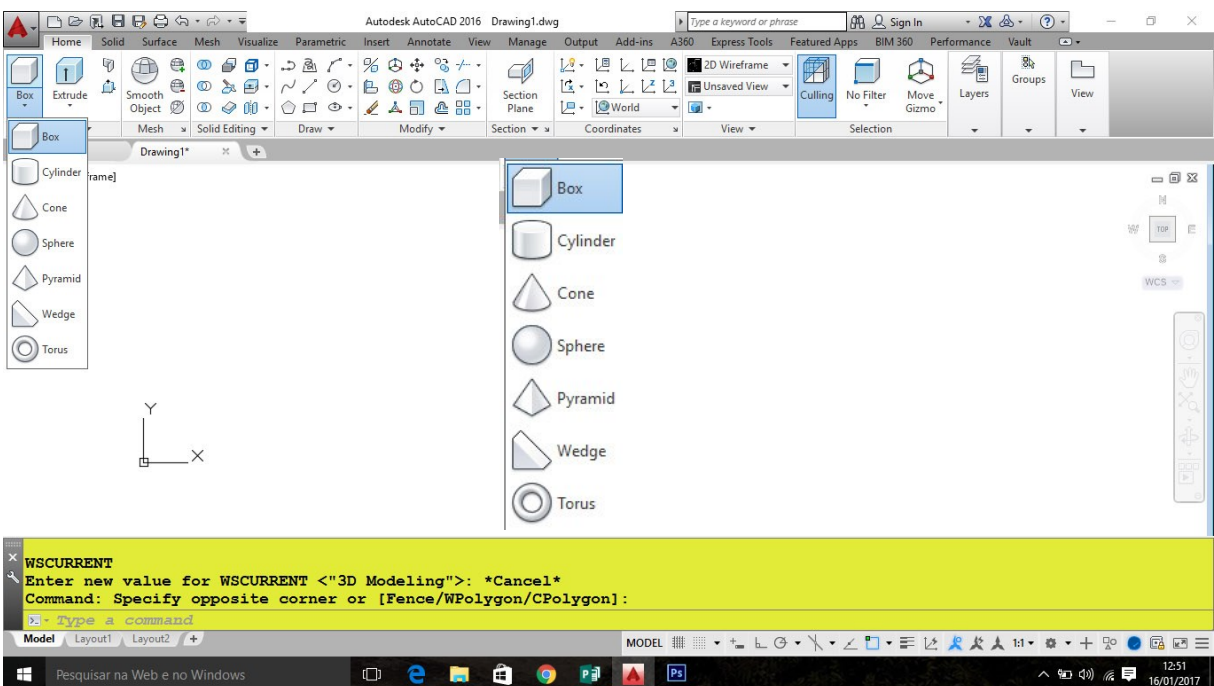 Autodesk AutoCAD 2016 Drawing1.dwg
Type a keyword or phrase
Sign In
Home Solid Surface Mesh Visualize Parametric Insert Annotate View Manage Output Add-ins A360 Express Tools Featured Apps BIM 360 Performance Vault
Box
Extrude
Smooth Object
Section Plane
World
2D Wireframe
Unsaved View
Culling
No Filter
Move Gizmo
Layers
Groups
View
Mesh Solid Editing Draw Modify Section Coordinates View Selection
Drawing1*
rame]
Box
Cylinder
Cone
Sphere
Pyramid
Wedge
Torus
Box
Cylinder
Cone
Sphere
Pyramid
Wedge
Torus
N
W TOP E
S
WCS
Y
X
WSCURRENT
Enter new value for WSCURRENT <"3D Modeling">: *Cancel*
Command: Specify opposite corner or [Fence/WPolygon/CPolygon]:
Type a command
Model Layout1 Layout2 +
MODEL 1:1
Pesquisar na Web e no Windows
Ps
12:51
16/01/2017